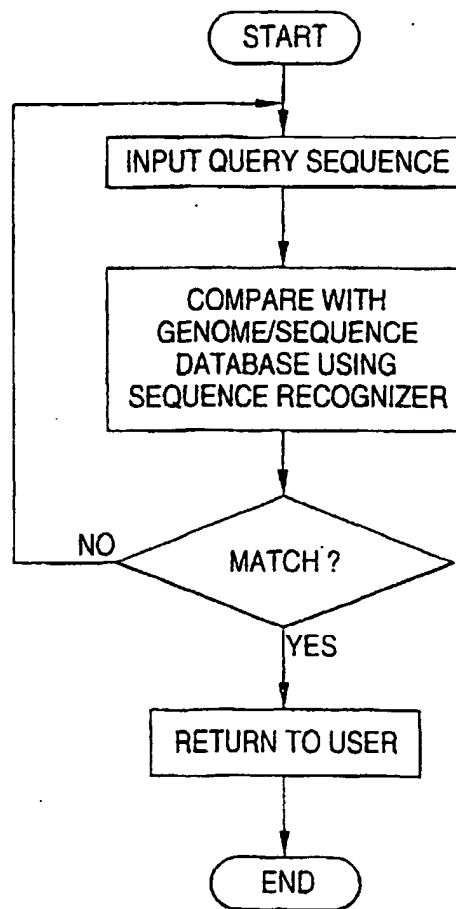 START
INPUT QUERY SEQUENCE
COMPARE WITH
GENOME/SEQUENCE
DATABASE USING
SEQUENCE RECOGNIZER
MATCH ?
NO
YES
RETURN TO USER
END